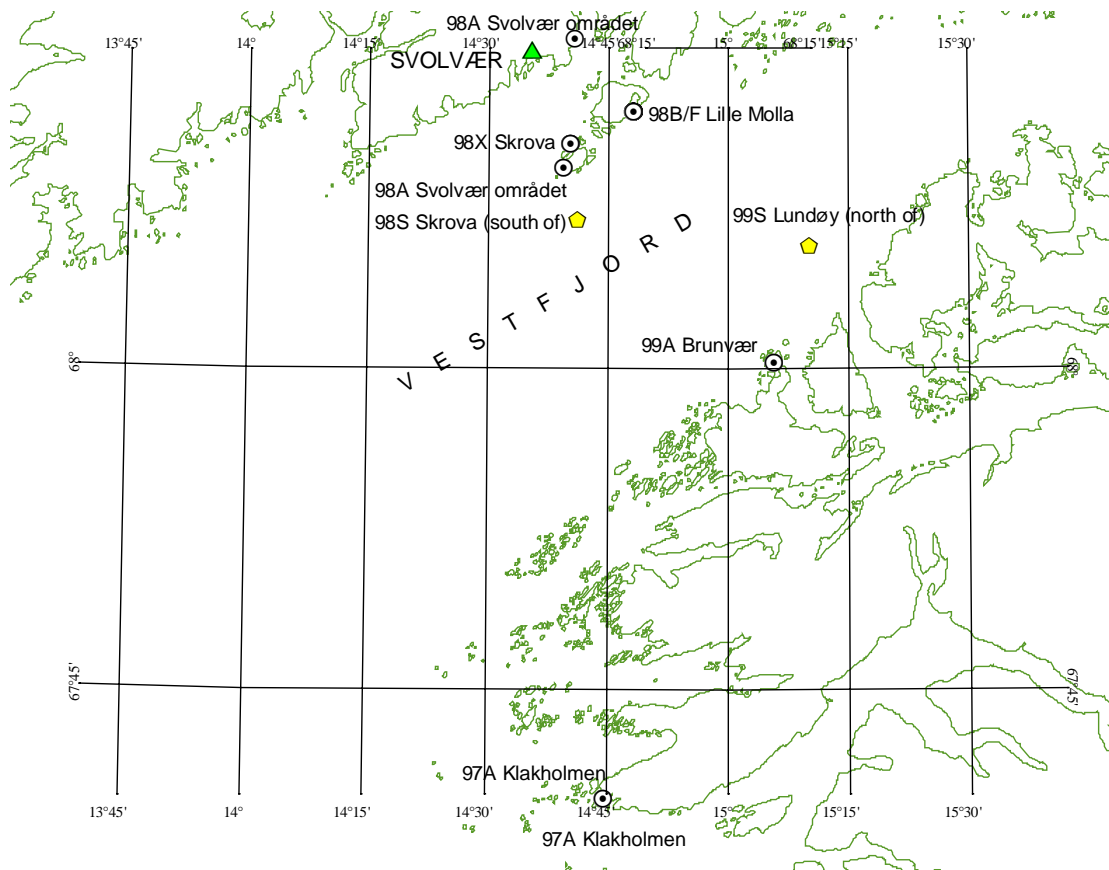 98A Svolvær området
13°45' 14° 14°15' 14°30' 14°45' 68°15' 68°15' 15°15' 15°30'
SVOLVÆR
98B/F Lille Molla
98X Skrova
98A Svolvær området
98S Skrova (south of)
99S Lundøy (north of)
VESTFJORD
99A Brunvær
68° 68°
67°45' 67°45'
97A Klakholmen
13°45' 14° 14°15' 14°30' 14°45' 15° 15°15' 15°30'
97A Klakholmen